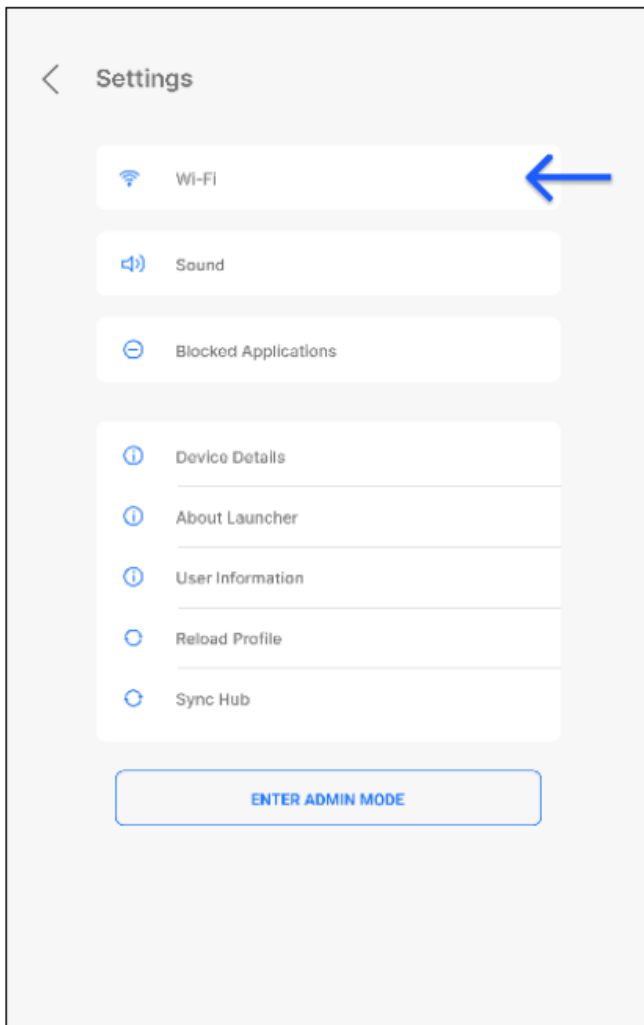 Settings
Wi-Fi
Sound
Blocked Applications
Device Details
About Launcher
User Information
Reload Profile
Sync Hub
ENTER ADMIN MODE